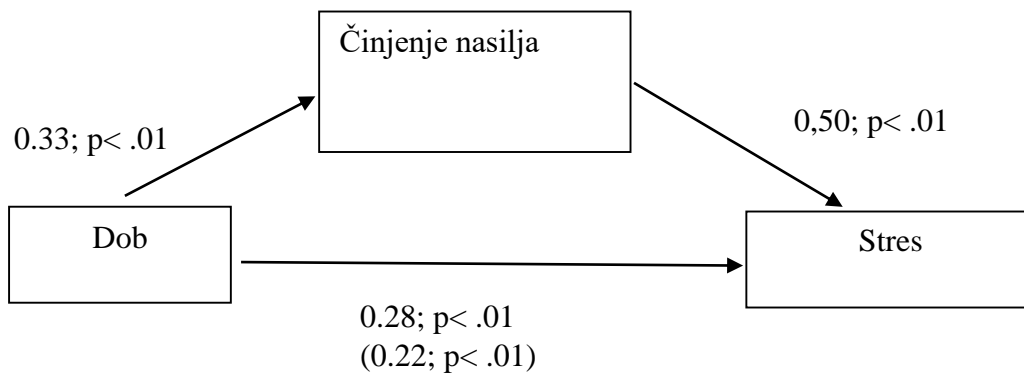 Činjenje nasilja
0.33; p< .01
0,50; p< .01
Dob
Stres
0.28; p< .01
(0.22; p< .01)